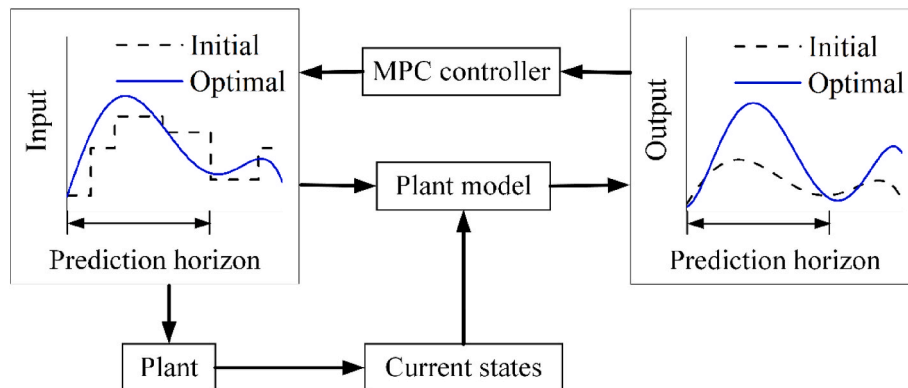 Initial
Optimal
Input
Prediction horizon
MPC controller
Plant model
Initial
Optimal
Output
Prediction horizon
Plant
Current states